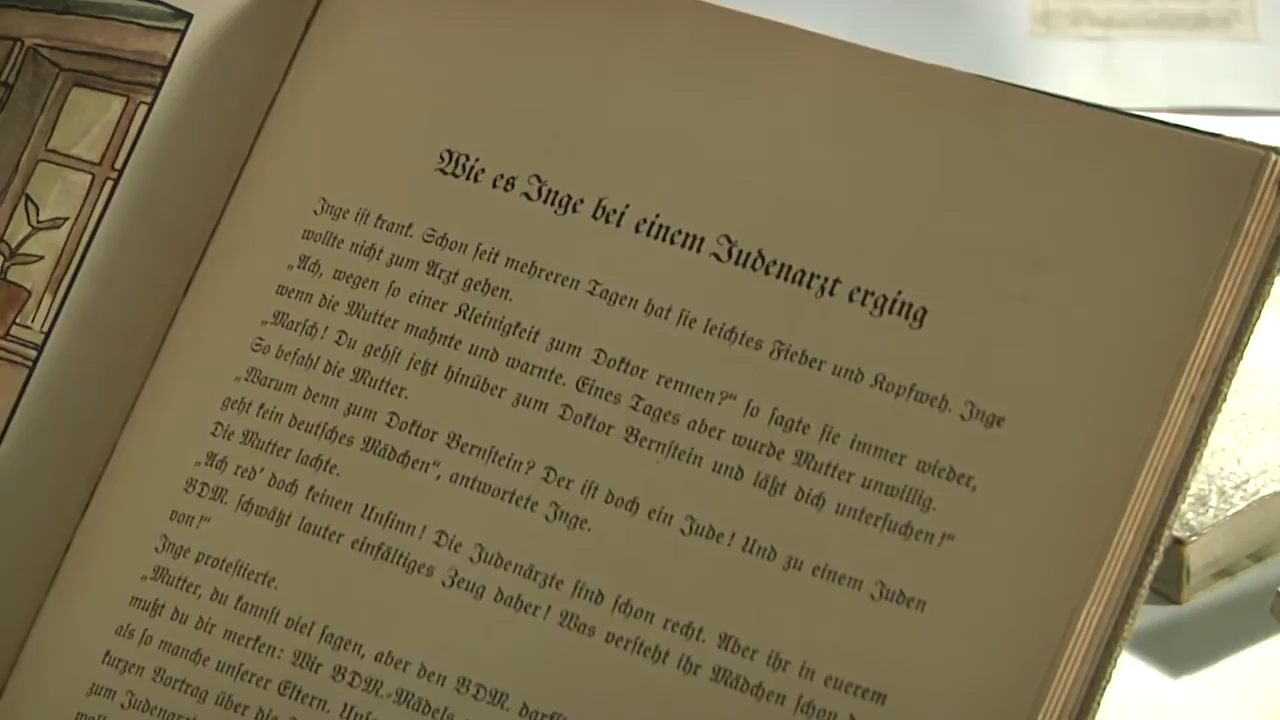 Wie es Inge bei einem Judenarzt erging
Inge ist krank. Schon seit mehreren Tagen hat sie leichtes Fieber und Kopfweh. Inge
wollte nicht zum Arzt gehen.
„Ach, wegen so einer Kleinigkeit zum Doktor rennen?“ so sagte sie immer wieder,
wenn die Mutter mahnte und warnte. Eines Tages aber wurde Mutter unwillig.
„Marsch! Du gehst jetzt hinüber zum Doktor Bernstein und läßt dich untersuchen!“
So befahl die Mutter.
„Warum denn zum Doktor Bernstein? Der ist doch ein Jude! Und zu einem Juden
geht kein deutsches Mädchen“, antwortete Inge.
Die Mutter lachte.
„Ach red' doch keinen Unsinn! Die Judenärzte sind schon recht. Aber ihr in euerem
BDM. schwätzt lauter einfältiges Zeug daher! Was versteht ihr Mädchen schon
von!“
Inge protestierte.
„Mutter, du kannst viel sagen, aber den BDM.
mußt du dir merken: Wir BDM.-Mädels
als so manche unserer Eltern.
kurzen Vortrag über die
zum